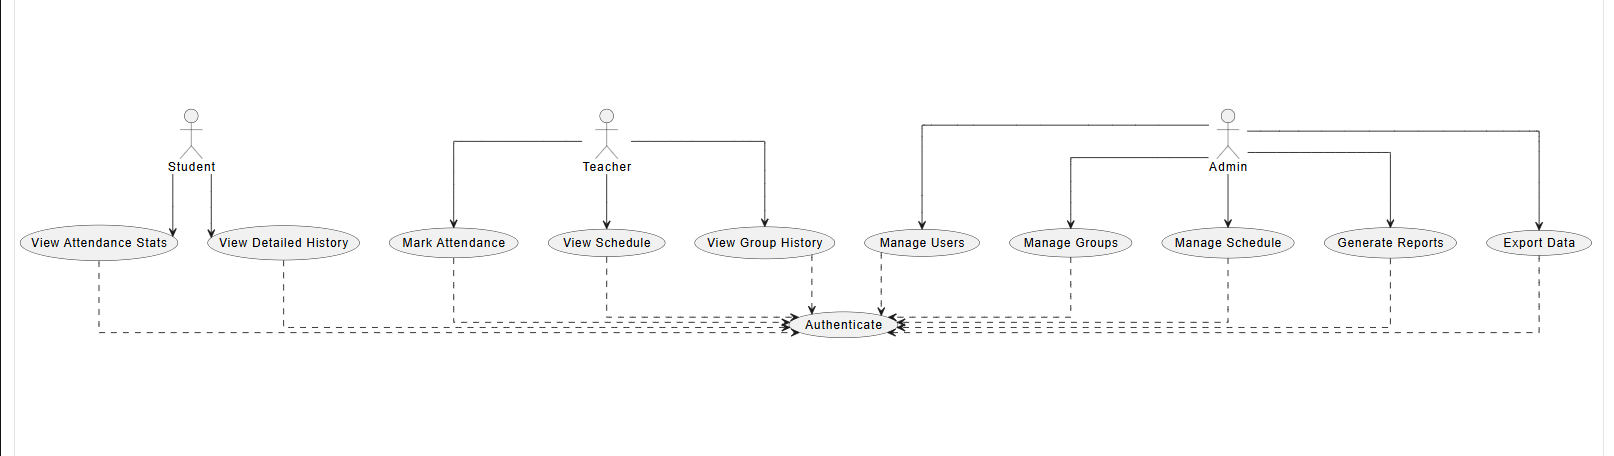 Student
Teacher
Admin
View Attendance Stats
View Detailed History
Mark Attendance
View Schedule
View Group History
Manage Users
Manage Groups
Manage Schedule
Generate Reports
Export Data
Authenticate